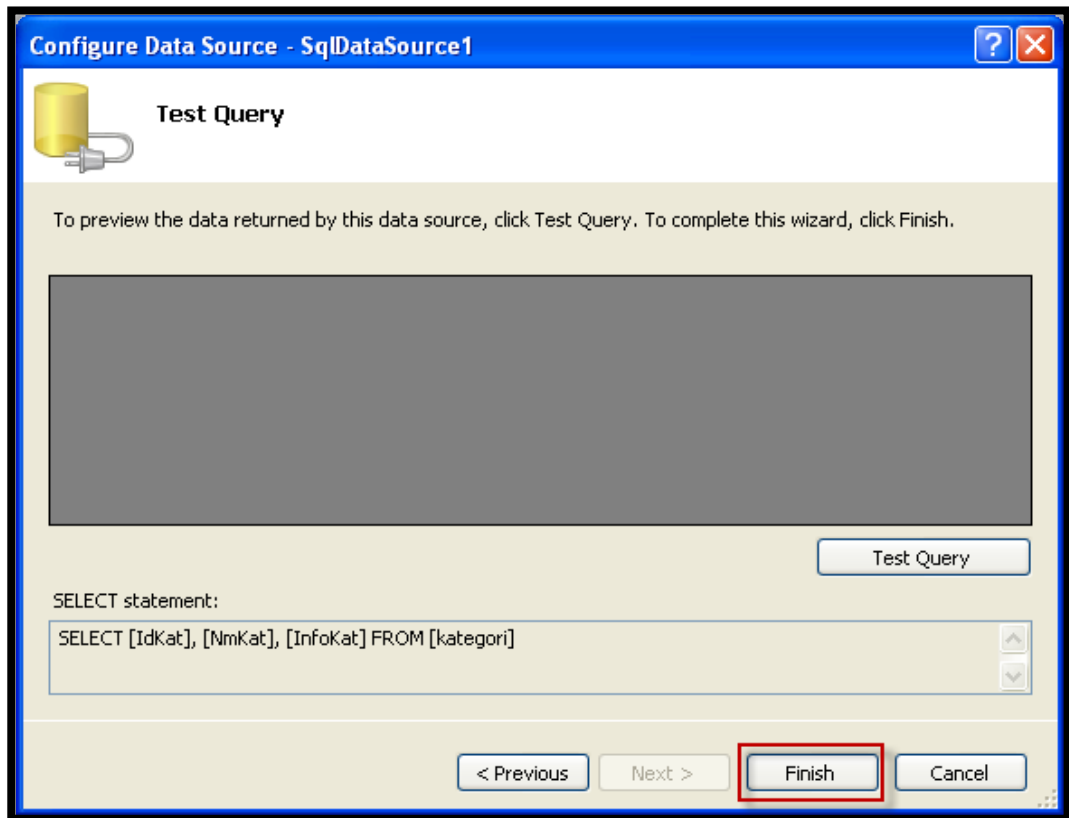 Configure Data Source - SqlDataSource1
Test Query
To preview the data returned by this data source, click Test Query. To complete this wizard, click Finish.
Test Query
SELECT statement:
SELECT [IdKat], [NmKat], [InfoKat] FROM [kategori]
< Previous
Next >
Finish
Cancel